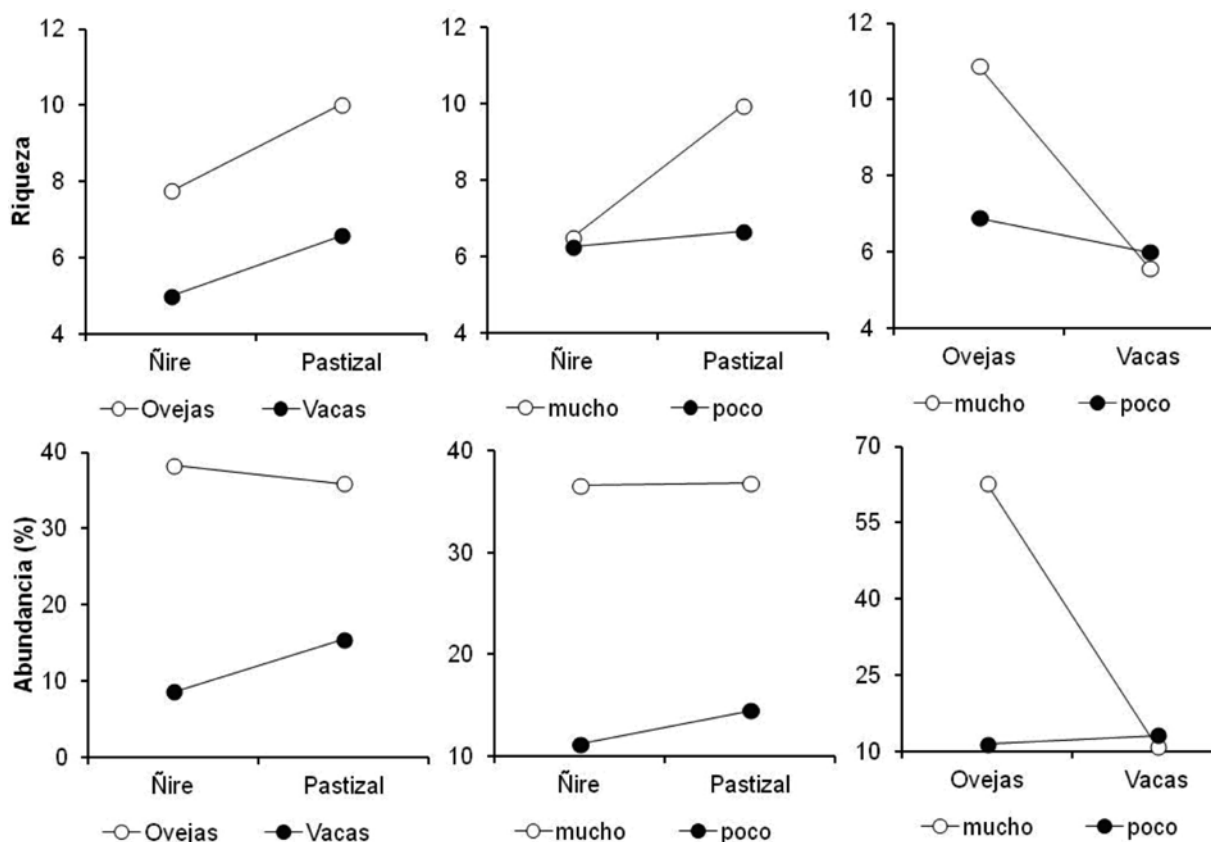 Riqueza
12
10
8
6
4
Ñire Pastizal
Ovejas Vacas
12
10
8
6
4
Ñire Pastizal
mucho poco
12
10
8
6
4
Ovejas Vacas
mucho poco
Abundancia (%)
40
30
20
10
0
Ñire Pastizal
Ovejas Vacas
40
30
20
10
Ñire Pastizal
mucho poco
70
55
40
25
10
Ovejas Vacas
mucho poco